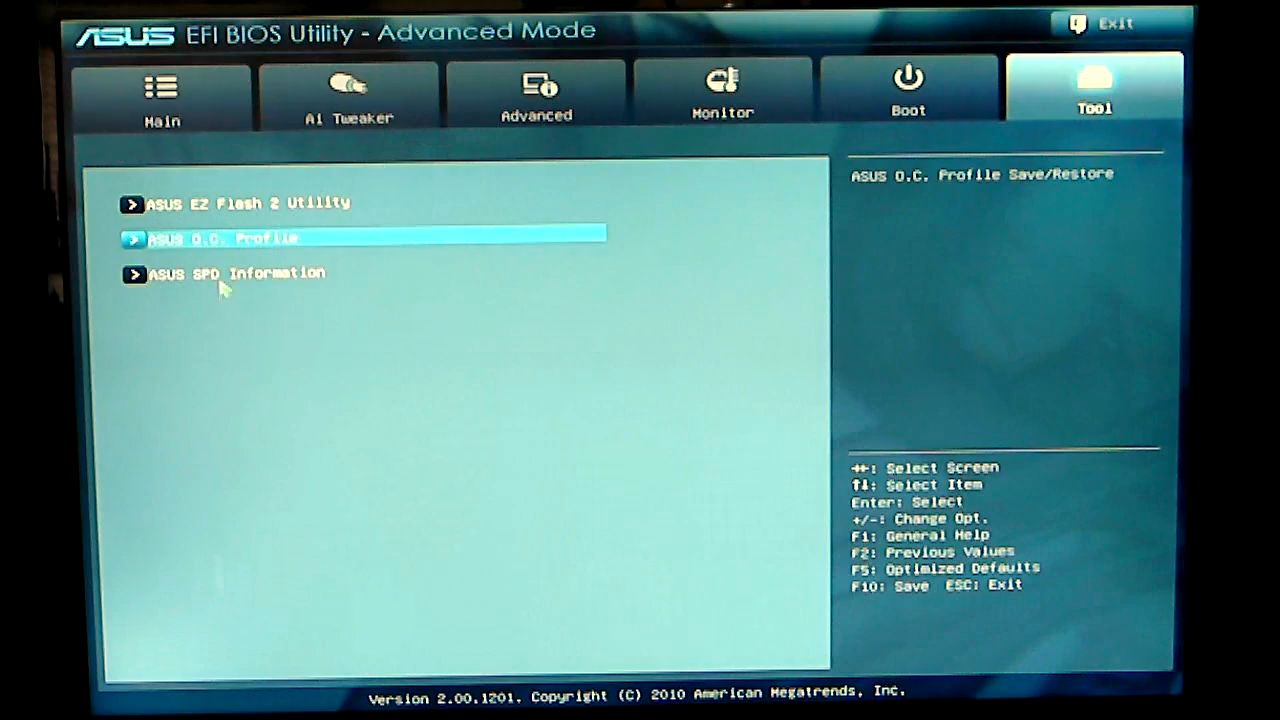 ASUS EFI BIOS Utility - Advanced Mode
Exit
Main
Ai Tweaker
Advanced
Monitor
Boot
Tool
> ASUS EZ Flash 2 Utility
> ASUS O.C. Profile
> ASUS SPD Information
ASUS O.C. Profile Save/Restore
→←: Select Screen
↑↓: Select Item
Enter: Select
+/-: Change Opt.
F1: General Help
F2: Previous Values
F5: Optimized Defaults
F10: Save ESC: Exit
Version 2.00.1201. Copyright (C) 2010 American Megatrends, Inc.